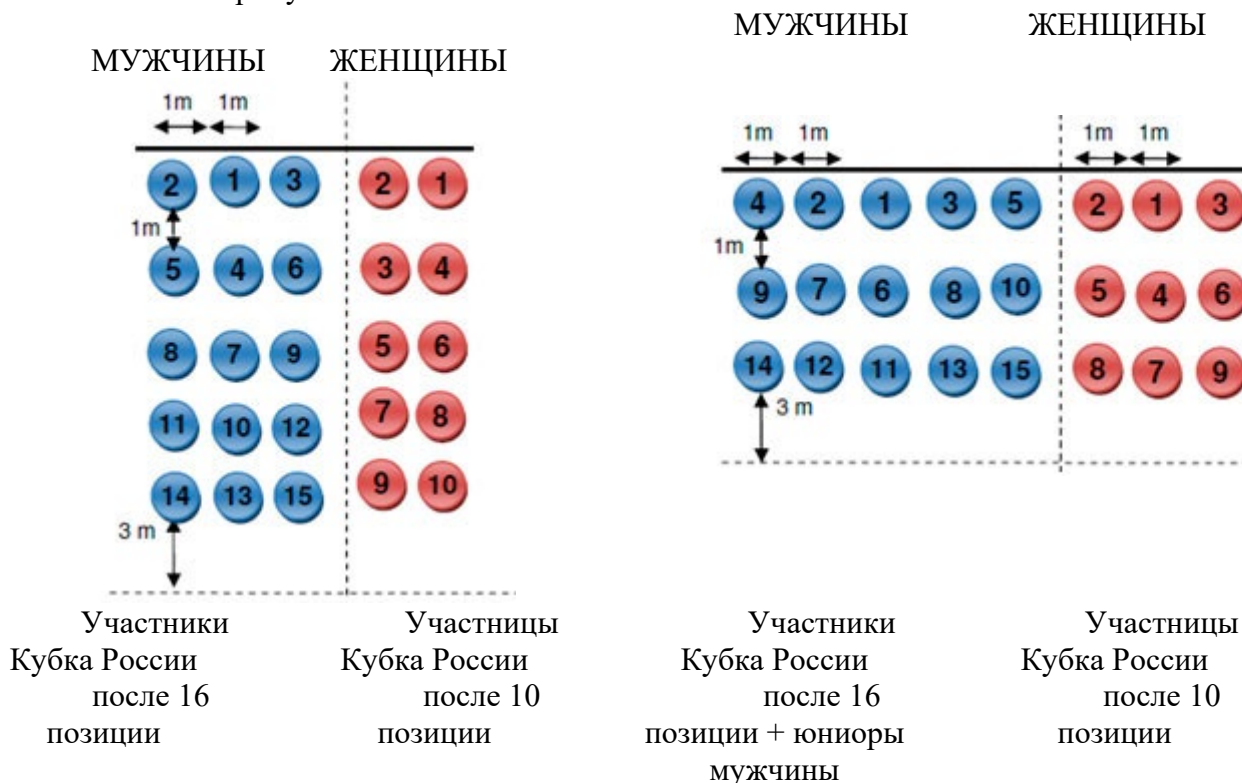 МУЖЧИНЫ ЖЕНЩИНЫ
1m 1m
2 1 3 2 1
1m
5 4 6 3 4
8 7 9 5 6
11 10 12 7 8
14 13 15 9 10
3 m
Участники Участницы
Кубка России Кубка России
после 16 после 10
позиции позиции
МУЖЧИНЫ ЖЕНЩИНЫ
1m 1m 1m 1m
4 2 1 3 5 2 1 3
1m
9 7 6 8 10 5 4 6
14 12 11 13 15 8 7 9
3 m
Участники Участницы
Кубка России Кубка России
после 16 после 10
позиции + юниоры позиции
мужчины